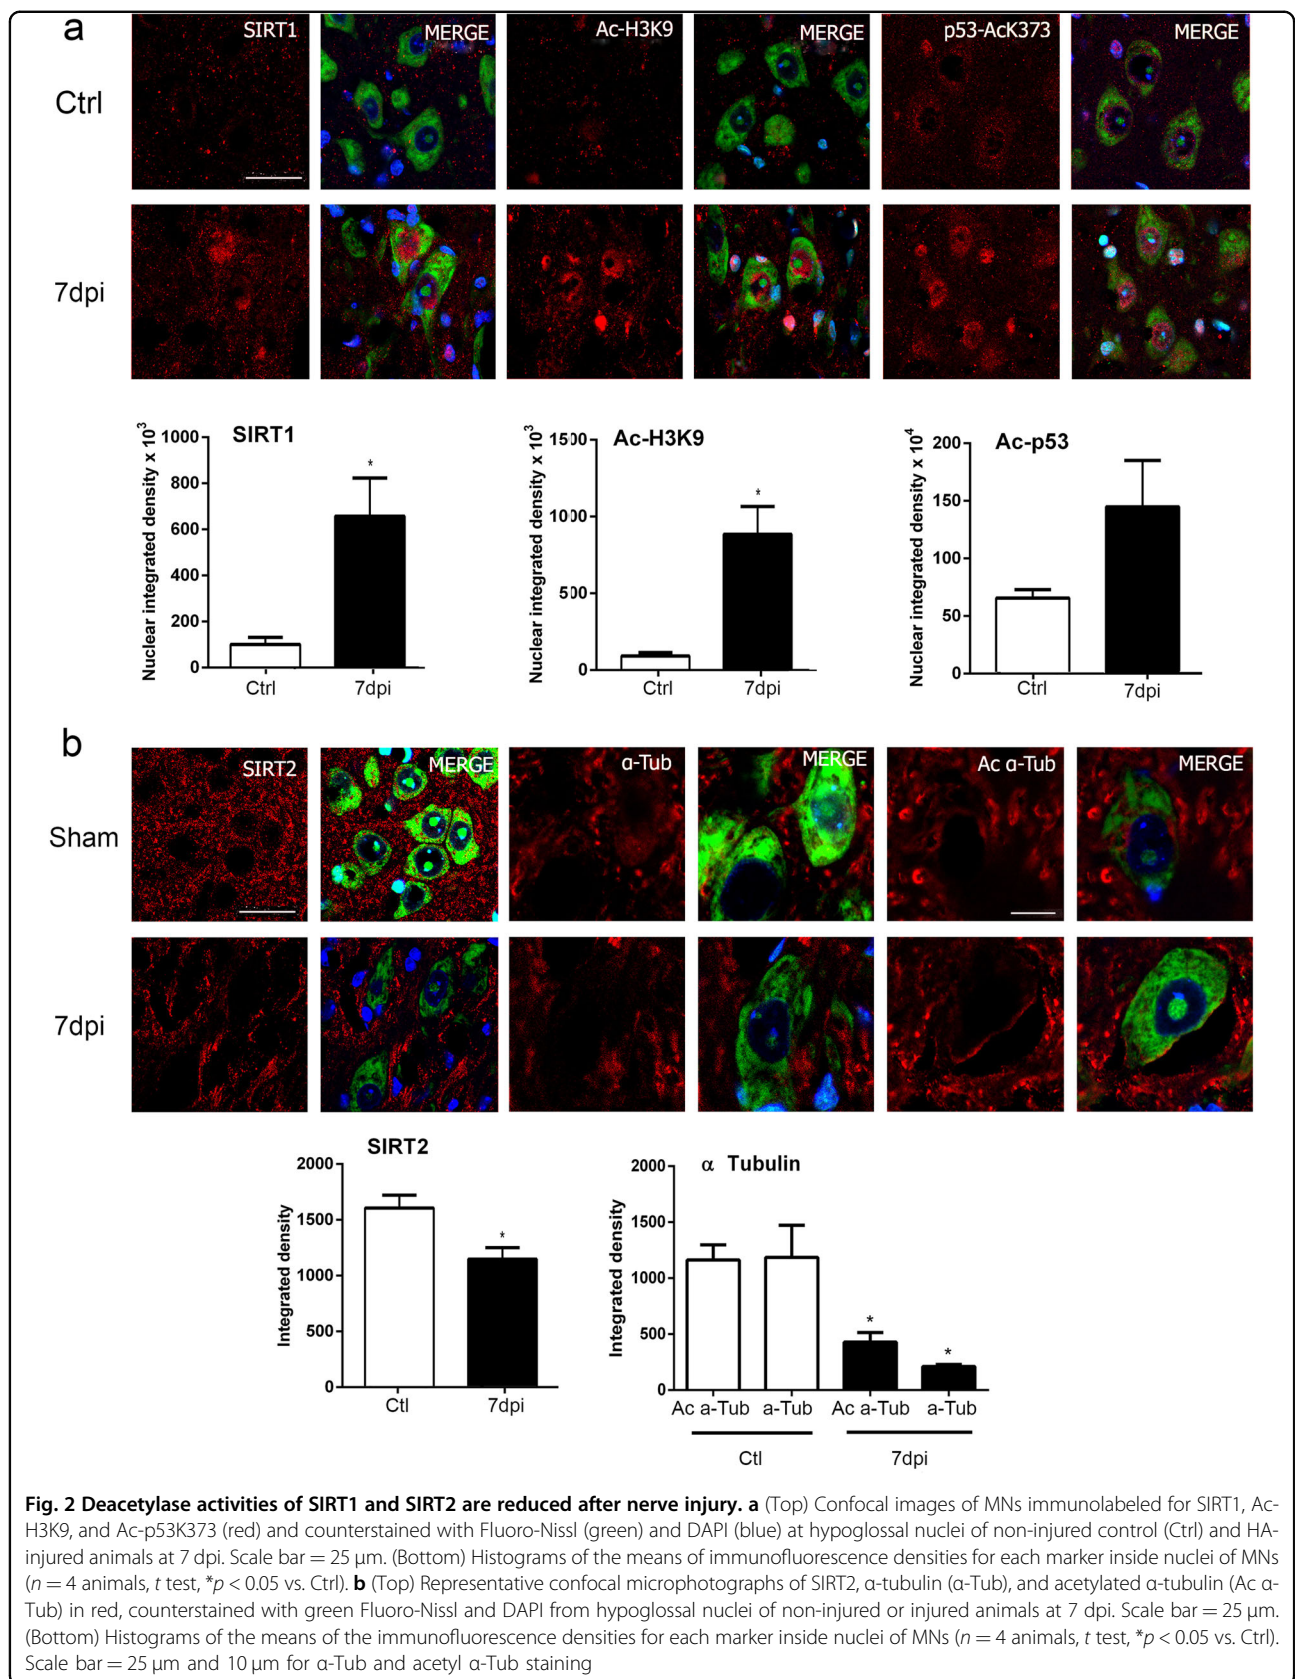 a
SIRT1 MERGE Ac-H3K9 MERGE p53-AcK373 MERGE
Ctrl
7dpi
SIRT1
Nuclear integrated density x 10³
1000
800
600
400
200
0
Ctrl 7dpi
*
Ac-H3K9
Nuclear integrated density x 10³
1500
1000
500
0
Ctrl 7dpi
*
Ac-p53
Nuclear integrated density x 10⁴
200
150
100
50
0
Ctrl 7dpi
b
SIRT2 MERGE α-Tub MERGE Ac α-Tub MERGE
Sham
7dpi
SIRT2
Integrated density
2000
1500
1000
500
0
Ctl 7dpi
*
α Tubulin
Integrated density
2000
1500
1000
500
0
* *
Ac a-Tub a-Tub Ac a-Tub a-Tub
Ctl 7dpi
Fig. 2 Deacetylase activities of SIRT1 and SIRT2 are reduced after nerve injury. a (Top) Confocal images of MNs immunolabeled for SIRT1, Ac-
H3K9, and Ac-p53K373 (red) and counterstained with Fluoro-Nissl (green) and DAPI (blue) at hypoglossal nuclei of non-injured control (Ctrl) and HA-
injured animals at 7 dpi. Scale bar = 25 µm. (Bottom) Histograms of the means of immunofluorescence densities for each marker inside nuclei of MNs
(n = 4 animals, t test, *p < 0.05 vs. Ctrl). b (Top) Representative confocal microphotographs of SIRT2, α-tubulin (α-Tub), and acetylated α-tubulin (Ac α-
Tub) in red, counterstained with green Fluoro-Nissl and DAPI from hypoglossal nuclei of non-injured or injured animals at 7 dpi. Scale bar = 25 µm.
(Bottom) Histograms of the means of the immunofluorescence densities for each marker inside nuclei of MNs (n = 4 animals, t test, *p < 0.05 vs. Ctrl).
Scale bar = 25 µm and 10 µm for α-Tub and acetyl α-Tub staining